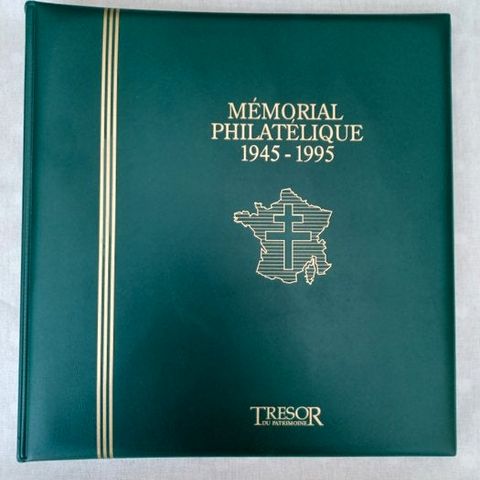 MÉMORIAL
PHILATÉLIQUE
1945 - 1995
TRESOR
DU PATRIMOINE